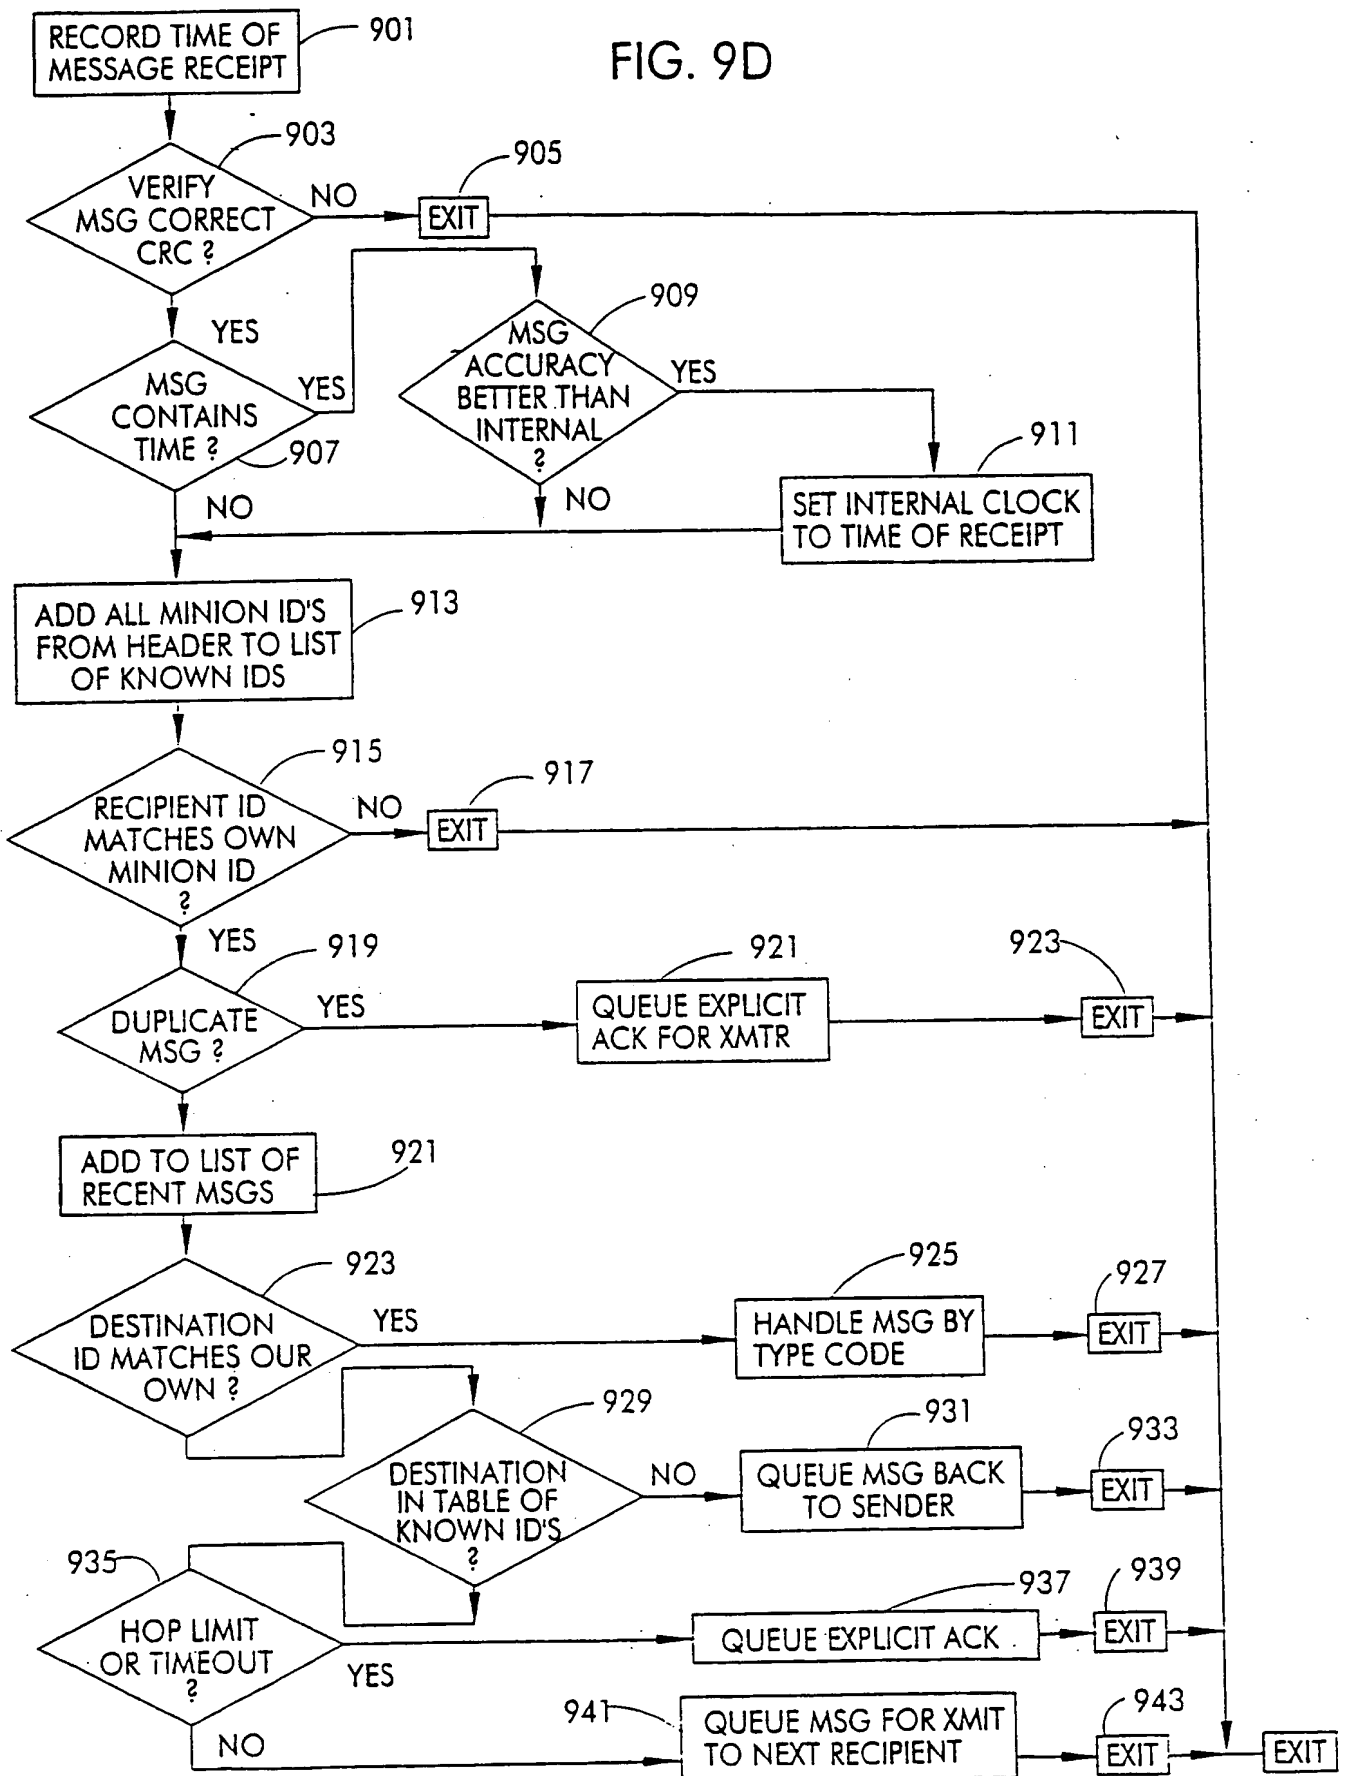 RECORD TIME OF
MESSAGE RECEIPT
901
FIG. 9D
903
VERIFY
MSG CORRECT
CRC ?
NO
905
EXIT
YES
MSG
CONTAINS
TIME ?
YES
907
NO
909
MSG
ACCURACY
BETTER THAN
INTERNAL
?
YES
NO
911
SET INTERNAL CLOCK
TO TIME OF RECEIPT
913
ADD ALL MINION ID'S
FROM HEADER TO LIST
OF KNOWN IDS
915
RECIPIENT ID
MATCHES OWN
MINION ID
?
NO
917
EXIT
YES
919
DUPLICATE
MSG ?
YES
921
QUEUE EXPLICIT
ACK FOR XMTR
923
EXIT
ADD TO LIST OF
RECENT MSGS
921
923
DESTINATION
ID MATCHES OUR
OWN ?
YES
925
HANDLE MSG BY
TYPE CODE
927
EXIT
929
DESTINATION
IN TABLE OF
KNOWN ID'S
?
NO
931
QUEUE MSG BACK
TO SENDER
933
EXIT
935
HOP LIMIT
OR TIMEOUT
?
YES
937
QUEUE EXPLICIT ACK
939
EXIT
NO
941
QUEUE MSG FOR XMIT
TO NEXT RECIPIENT
943
EXIT
EXIT